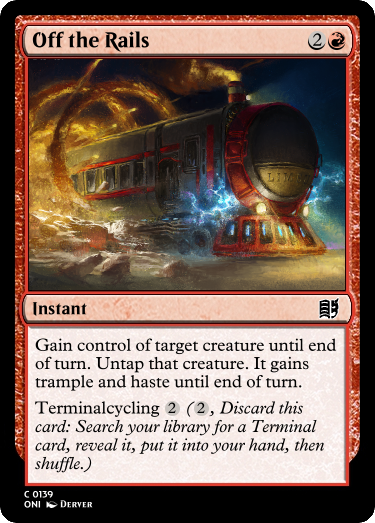 Off the Rails 2
Instant
Gain control of target creature until end
of turn. Untap that creature. It gains
trample and haste until end of turn.
Terminalcycling 2 (2, Discard this
card: Search your library for a Terminal
card, reveal it, put it into your hand, then
shuffle.)
C 0139
ONI Derver